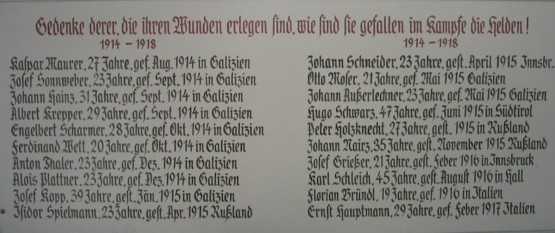 Gedenke derer, die ihren Wunden erlegen sind, wie sind sie gefallen im Kampfe die Helden!
1914 – 1918
Kaspar Maurer, 27 Jahre, gef. Aug. 1914 in Galizien
Josef Sonnweber, 23 Jahre, gef. Sept. 1914 in Galizien
Johann Hainz, 31 Jahre, gef. Sept. 1914 in Galizien
Albert Krepper, 29 Jahre, gef. Sept. 1914 in Galizien
Engelbert Scharmer, 28 Jahre, gef. Okt. 1914 in Galizien
Ferdinand Wett, 20 Jahre, gef. Okt. 1914 in Galizien
Anton Thaler, 23 Jahre, gef. Dez. 1914 in Galizien
Alois Plattner, 23 Jahre, gef. Dez. 1914 in Galizien
Josef Kopp, 39 Jahre, gest. Jän. 1915 in Galizien
Isidor Spielmann, 23 Jahre, gest. Apr. 1915 Rußland
1914 – 1918
Johann Schneider, 23 Jahre, gest. April 1915 Innsbr.
Otto Moser, 21 Jahre, gef. Mai 1915 Galizien
Johann Außerlechner, 23 Jahre, gef. Mai 1915 Galizien
Hugo Schwarz, 47 Jahre, gef. Juni 1915 in Südtirol
Peter Holzknecht, 27 Jahre, gest. 1915 in Rußland
Johann Nairz, 35 Jahre, gest. November 1915 Rußland
Josef Grießer, 21 Jahre, gest. Feber 1916 in Innsbruck
Karl Schleich, 45 Jahre, gest. August 1916 in Hall
Florian Bründl, 19 Jahre, gef. 1916 in Italien
Ernst Hauptmann, 29 Jahre, gef. Feber 1917 Italien